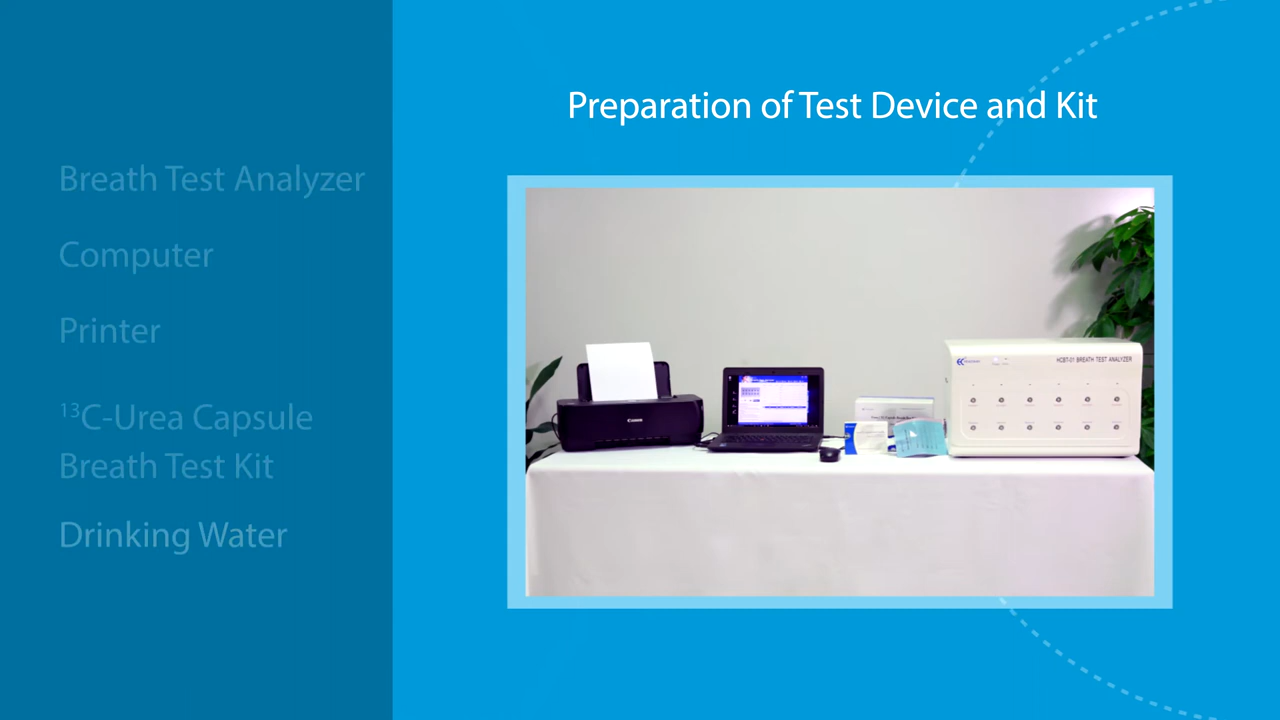 Preparation of Test Device and Kit
Breath Test Analyzer
Computer
Printer
¹³C-Urea Capsule
Breath Test Kit
Drinking Water
Canon
HCBT-01 BREATH TEST ANALYZER